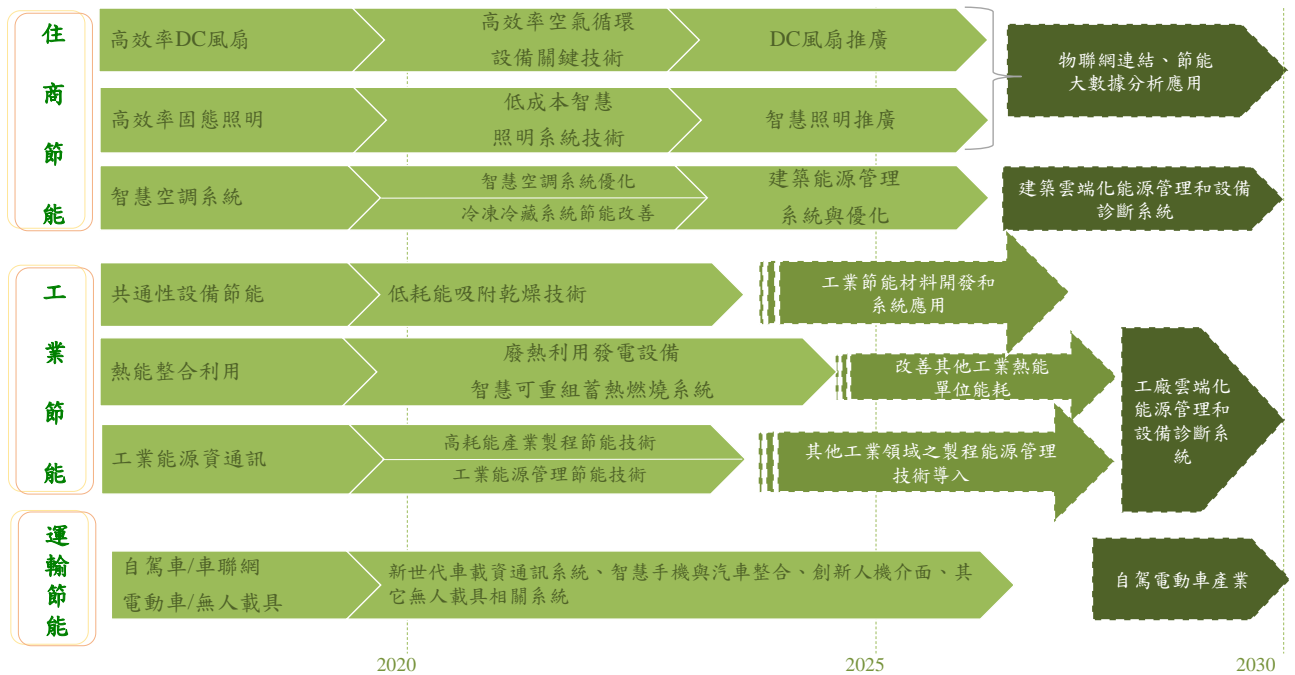 住商節能
高效率DC風扇
高效率空氣循環
設備關鍵技術
DC風扇推廣
高效率固態照明
低成本智慧
照明系統技術
智慧照明推廣
物聯網連結、節能
大數據分析應用
智慧空調系統
智慧空調系統優化
冷凍冷藏系統節能改善
建築能源管理
系統與優化
建築雲端化能源管理和設備
診斷系統
工業節能
共通性設備節能
低耗能吸附乾燥技術
工業節能材料開發和
系統應用
熱能整合利用
廢熱利用發電設備
智慧可重組蓄熱燃燒系統
改善其他工業熱能
單位能耗
工業能源資通訊
高耗能產業製程節能技術
工業能源管理節能技術
其他工業領域之製程能源管理
技術導入
工廠雲端化
能源管理和
設備診斷系
統
運輸節能
自駕車/車聯網
電動車/無人載具
新世代車載資通訊系統、智慧手機與汽車整合、創新人機介面、其
它無人載具相關系統
自駕電動車產業
2020
2025
2030